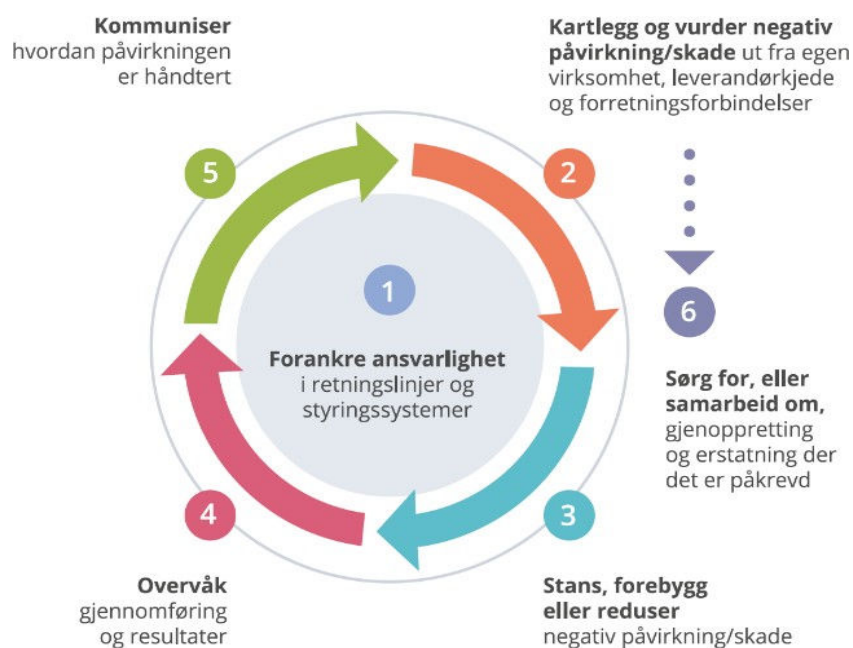 Kommuniser
hvordan påvirkningen
er håndtert
5
Kartlegg og vurder negativ
påvirkning/skade ut fra egen
virksomhet, leverandørkjede
og forretningsforbindelser
2
1
Forankre ansvarlighet
i retningslinjer og
styringssystemer
6
Sørg for, eller
samarbeid om,
gjenoppretting
og erstatning der
det er påkrevd
4
Overvåk
gjennomføring
og resultater
3
Stans, forebygg
eller reduser
negativ påvirkning/skade